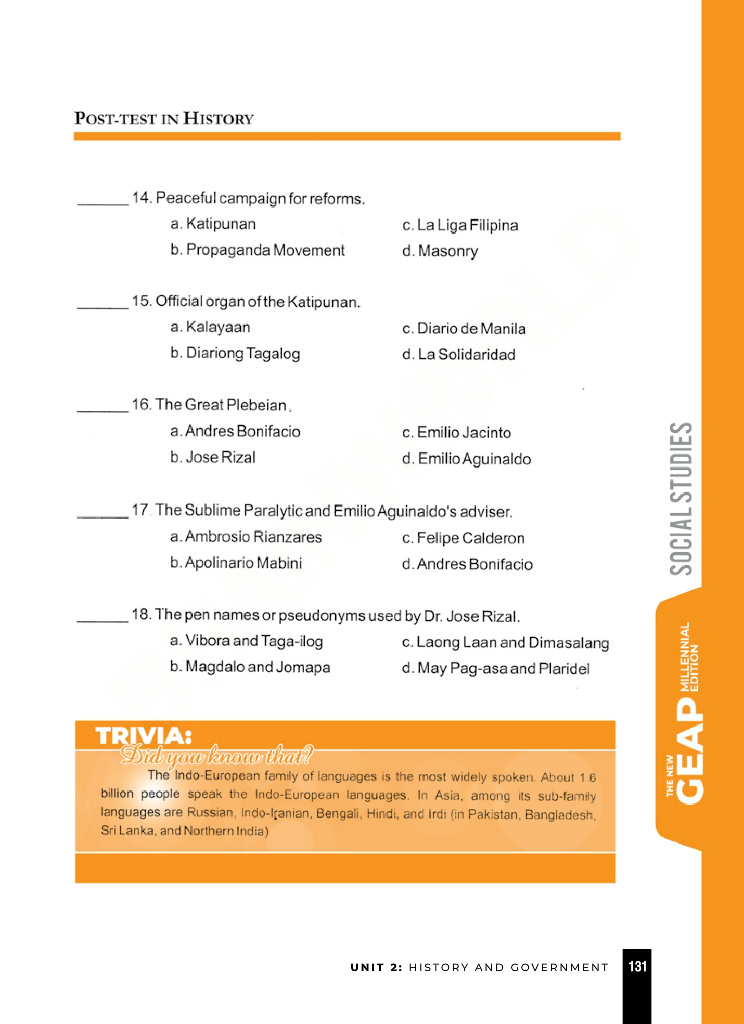 POST-TEST IN HISTORY
______ 14. Peaceful campaign for reforms.
a. Katipunan c. La Liga Filipina
b. Propaganda Movement d. Masonry
______ 15. Official organ of the Katipunan.
a. Kalayaan c. Diario de Manila
b. Diariong Tagalog d. La Solidaridad
______ 16. The Great Plebeian.
a. Andres Bonifacio c. Emilio Jacinto
b. Jose Rizal d. Emilio Aguinaldo
______ 17. The Sublime Paralytic and Emilio Aguinaldo's adviser.
a. Ambrosio Rianzares c. Felipe Calderon
b. Apolinario Mabini d. Andres Bonifacio
______ 18. The pen names or pseudonyms used by Dr. Jose Rizal.
a. Vibora and Taga-ilog c. Laong Laan and Dimasalang
b. Magdalo and Jomapa d. May Pag-asa and Plaridel
TRIVIA:
Did you know that?
The Indo-European family of languages is the most widely spoken. About 1.6
billion people speak the Indo-European languages. In Asia, among its sub-family
languages are Russian, Indo-Iranian, Bengali, Hindi, and Irdi (in Pakistan, Bangladesh,
Sri Lanka, and Northern India)
SOCIAL STUDIES
THE NEW
GEAP
MILLENNIAL
EDITION
UNIT 2: HISTORY AND GOVERNMENT 131